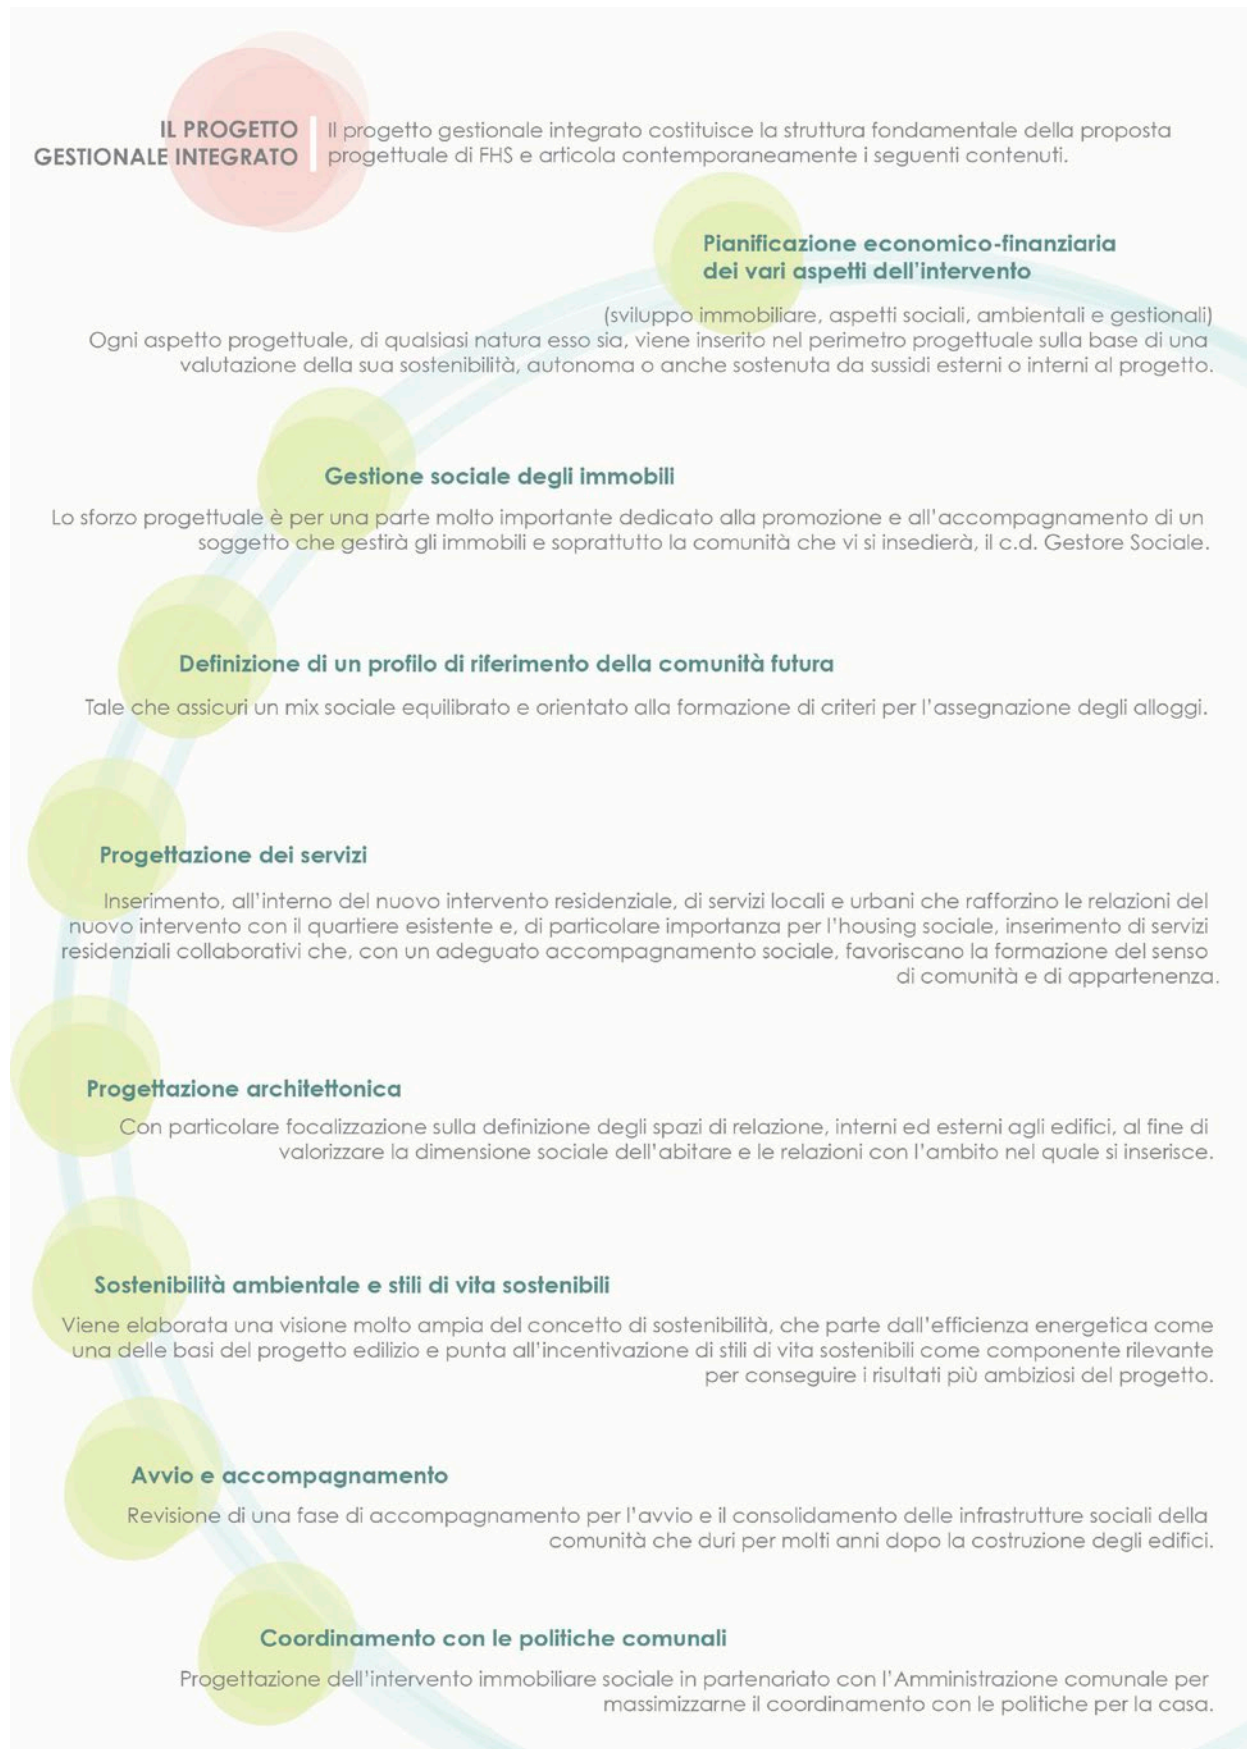 IL PROGETTO
GESTIONALE INTEGRATO
Il progetto gestionale integrato costituisce la struttura fondamentale della proposta
progettuale di FHS e articola contemporaneamente i seguenti contenuti.
Pianificazione economico-finanziaria
dei vari aspetti dell'intervento
(sviluppo immobiliare, aspetti sociali, ambientali e gestionali)
Ogni aspetto progettuale, di qualsiasi natura esso sia, viene inserito nel perimetro progettuale sulla base di una
valutazione della sua sostenibilità, autonoma o anche sostenuta da sussidi esterni o interni al progetto.
Gestione sociale degli immobili
Lo sforzo progettuale è per una parte molto importante dedicato alla promozione e all'accompagnamento di un
soggetto che gestirà gli immobili e soprattutto la comunità che vi si insedierà, il c.d. Gestore Sociale.
Definizione di un profilo di riferimento della comunità futura
Tale che assicuri un mix sociale equilibrato e orientato alla formazione di criteri per l'assegnazione degli alloggi.
Progettazione dei servizi
Inserimento, all'interno del nuovo intervento residenziale, di servizi locali e urbani che rafforzino le relazioni del
nuovo intervento con il quartiere esistente e, di particolare importanza per l'housing sociale, inserimento di servizi
residenziali collaborativi che, con un adeguato accompagnamento sociale, favoriscano la formazione del senso
di comunità e di appartenenza.
Progettazione architettonica
Con particolare focalizzazione sulla definizione degli spazi di relazione, interni ed esterni agli edifici, al fine di
valorizzare la dimensione sociale dell'abitare e le relazioni con l'ambito nel quale si inserisce.
Sostenibilità ambientale e stili di vita sostenibili
Viene elaborata una visione molto ampia del concetto di sostenibilità, che parte dall'efficienza energetica come
una delle basi del progetto edilizio e punta all'incentivazione di stili di vita sostenibili come componente rilevante
per conseguire i risultati più ambiziosi del progetto.
Avvio e accompagnamento
Revisione di una fase di accompagnamento per l'avvio e il consolidamento delle infrastrutture sociali della
comunità che duri per molti anni dopo la costruzione degli edifici.
Coordinamento con le politiche comunali
Progettazione dell'intervento immobiliare sociale in partenariato con l'Amministrazione comunale per
massimizzarne il coordinamento con le politiche per la casa.